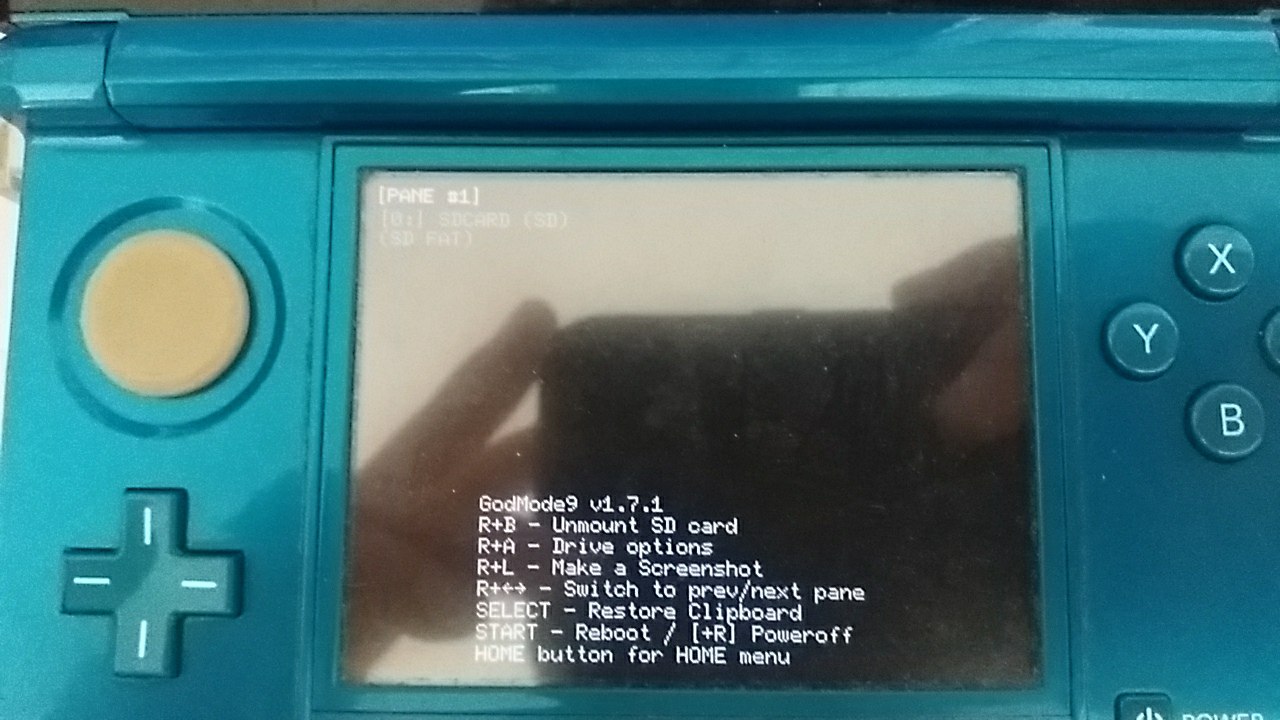 [PANE #1]
[0:] SDCARD (SD)
(SD FAT)
X
Y
B
GodMode9 v1.7.1
R+B - Unmount SD card
R+A - Drive options
R+L - Make a Screenshot
R+←→ - Switch to prev/next pane
SELECT - Restore Clipboard
START - Reboot / [+R] Poweroff
HOME button for HOME menu
POWER